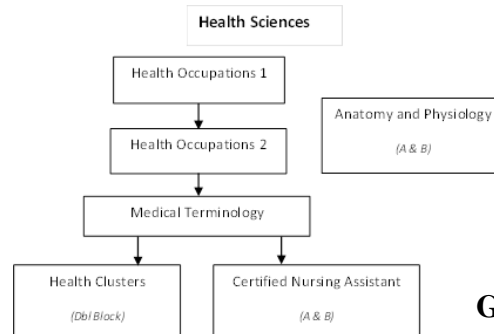 Health Sciences
Health Occupations 1
Anatomy and Physiology
(A & B)
Health Occupations 2
Medical Terminology
Health Clusters
(Dbl Block)
Certified Nursing Assistant
(A & B)
G